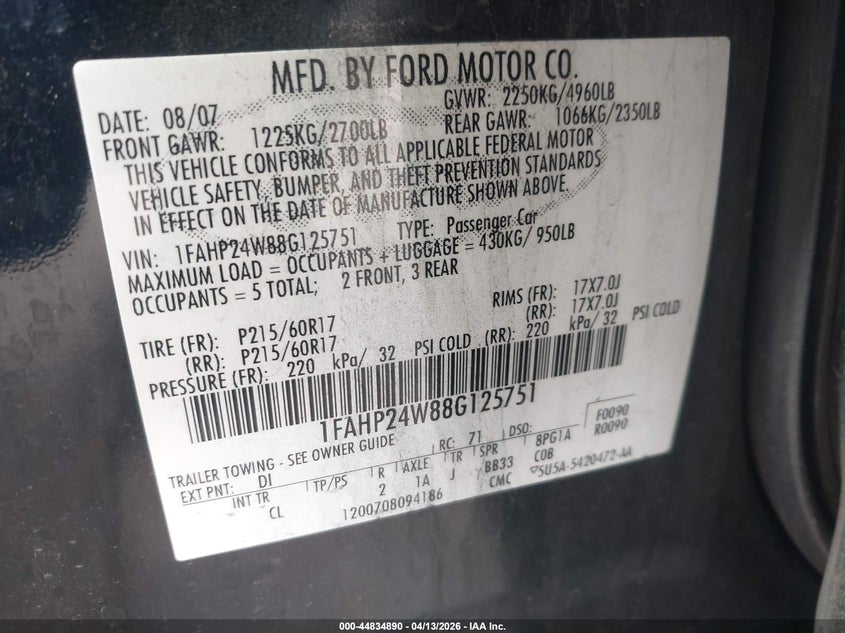 MFD. BY FORD MOTOR CO.
DATE: 08/07 GVWR: 2250KG/4960LB
FRONT GAWR: 1225KG/2700LB REAR GAWR: 1066KG/2350LB
THIS VEHICLE CONFORMS TO ALL APPLICABLE FEDERAL MOTOR
VEHICLE SAFETY, BUMPER, AND THEFT PREVENTION STANDARDS
IN EFFECT ON THE DATE OF MANUFACTURE SHOWN ABOVE.
VIN: 1FAHP24W88G125751 TYPE: Passenger Car
MAXIMUM LOAD = OCCUPANTS + LUGGAGE = 430KG/ 950LB
OCCUPANTS = 5 TOTAL; 2 FRONT, 3 REAR
TIRE (FR): P215/60R17 RIMS (FR): 17X7.0J
(RR): P215/60R17 (RR): 17X7.0J
PRESSURE (FR): 220 kPa/ 32 PSI COLD (RR): 220 kPa/ 32 PSI COLD
1FAHP24W88G125751
TRAILER TOWING - SEE OWNER GUIDE RC: 71 DSO: F0090
EXT PNT: DI 8PG1A R0090
INT TR TP/PS R AXLE TR SPR COB
CL 2 1A J BB33 5U5A-5420472-AA
1200708094186 CMC
000-44834890 - 04/13/2026 - IAA Inc.